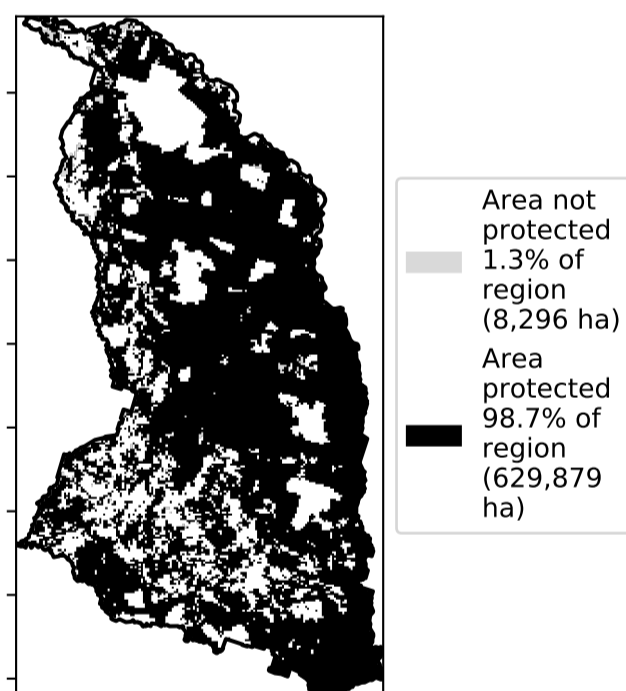 Area not
protected
1.3% of
region
(8,296 ha)
Area
protected
98.7% of
region
(629,879
ha)